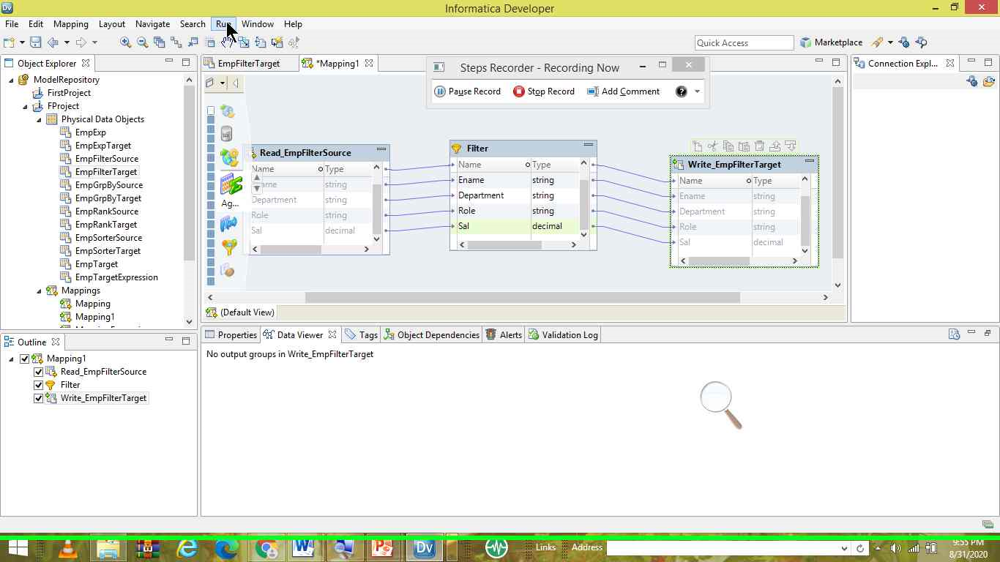 Informatica Developer
File Edit Mapping Layout Navigate Search Run Window Help
Quick Access
Marketplace
Object Explorer
ModelRepository
FirstProject
FProject
Physical Data Objects
EmpExp
EmpExpTarget
EmpFilterSource
EmpFilterTarget
EmpGrpBySource
EmpGrpByTarget
EmpRankSource
EmpRankTarget
EmpSorterSource
EmpSorterTarget
EmpTarget
EmpTargetExpression
Mappings
Mapping
Mapping1
EmpFilterTarget
*Mapping1
Steps Recorder - Recording Now
Pause Record Stop Record Add Comment
Connection Expl...
Ag...
Read_EmpFilterSource
Name Type
string
Department string
Role string
Sal decimal
Filter
Name Type
Ename string
Department string
Role string
Sal decimal
Write_EmpFilterTarget
Name Type
Ename string
Department string
Role string
Sal decimal
(Default View)
Outline
Mapping1
Read_EmpFilterSource
Filter
Write_EmpFilterTarget
Properties Data Viewer Tags Object Dependencies Alerts Validation Log
No output groups in Write_EmpFilterTarget
Links Address
9:55 PM
8/31/2020